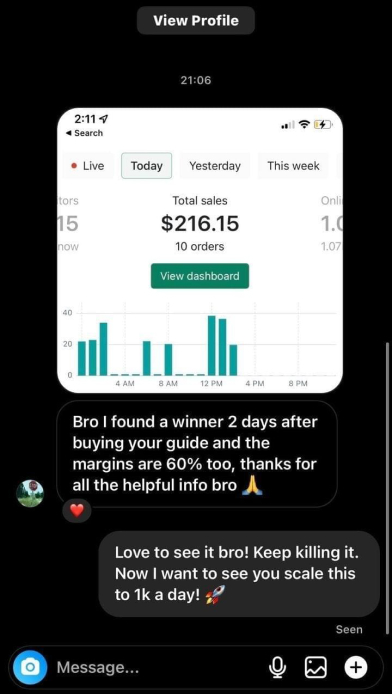 View Profile
21:06
2:11
◀ Search
Live Today Yesterday This week
tors Total sales Onli
15 $216.15 1.0
now 10 orders 1.07
View dashboard
40
20
0
4 AM 8 AM 12 PM 4 PM 8 PM
Bro I found a winner 2 days after
buying your guide and the
margins are 60% too, thanks for
all the helpful info bro 🙏
❤️
Love to see it bro! Keep killing it.
Now I want to see you scale this
to 1k a day! 🚀
Seen
Message...